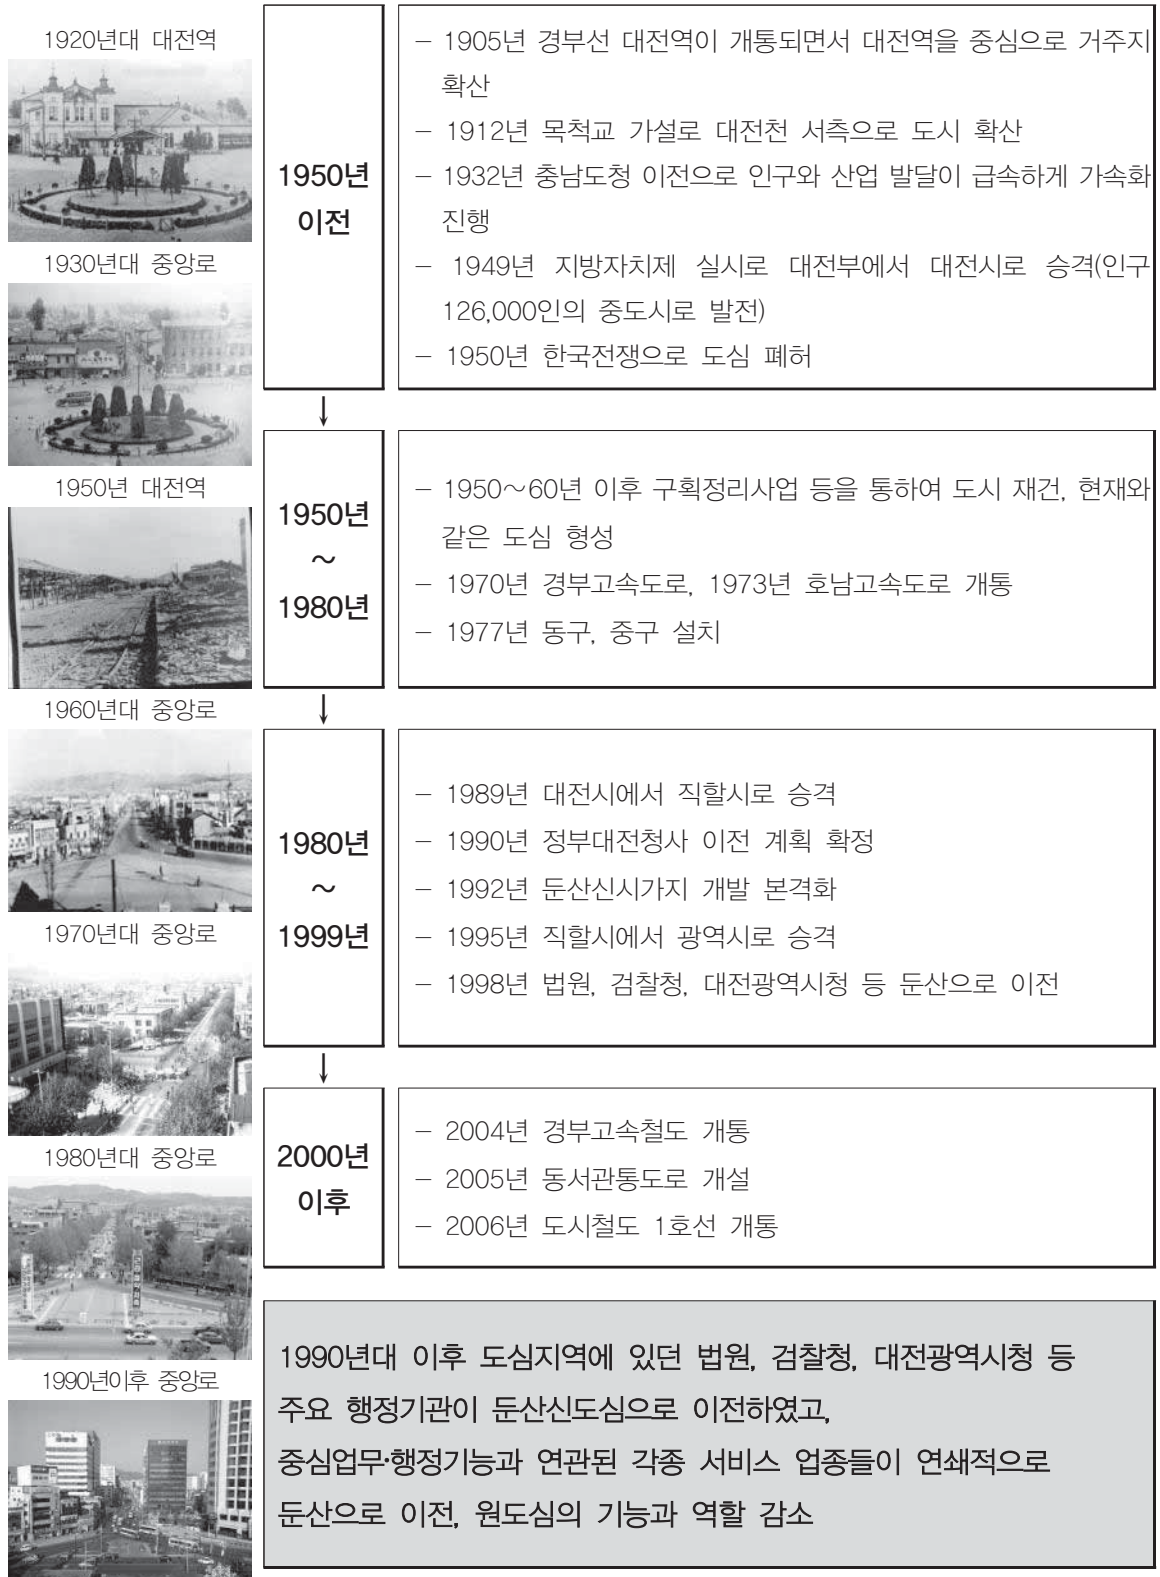 1920년대 대전역
1930년대 중앙로
1950년 대전역
1960년대 중앙로
1970년대 중앙로
1980년대 중앙로
1990년이후 중앙로
1950년
이전
– 1905년 경부선 대전역이 개통되면서 대전역을 중심으로 거주지
확산
– 1912년 목척교 가설로 대전천 서측으로 도시 확산
– 1932년 충남도청 이전으로 인구와 산업 발달이 급속하게 가속화
진행
– 1949년 지방자치제 실시로 대전부에서 대전시로 승격(인구
126,000인의 중도시로 발전)
– 1950년 한국전쟁으로 도심 폐허
↓
1950년
～
1980년
– 1950～60년 이후 구획정리사업 등을 통하여 도시 재건, 현재와
같은 도심 형성
– 1970년 경부고속도로, 1973년 호남고속도로 개통
– 1977년 동구, 중구 설치
↓
1980년
～
1999년
– 1989년 대전시에서 직할시로 승격
– 1990년 정부대전청사 이전 계획 확정
– 1992년 둔산신시가지 개발 본격화
– 1995년 직할시에서 광역시로 승격
– 1998년 법원, 검찰청, 대전광역시청 등 둔산으로 이전
↓
2000년
이후
– 2004년 경부고속철도 개통
– 2005년 동서관통도로 개설
– 2006년 도시철도 1호선 개통
1990년대 이후 도심지역에 있던 법원, 검찰청, 대전광역시청 등
주요 행정기관이 둔산신도심으로 이전하였고,
중심업무·행정기능과 연관된 각종 서비스 업종들이 연쇄적으로
둔산으로 이전, 원도심의 기능과 역할 감소